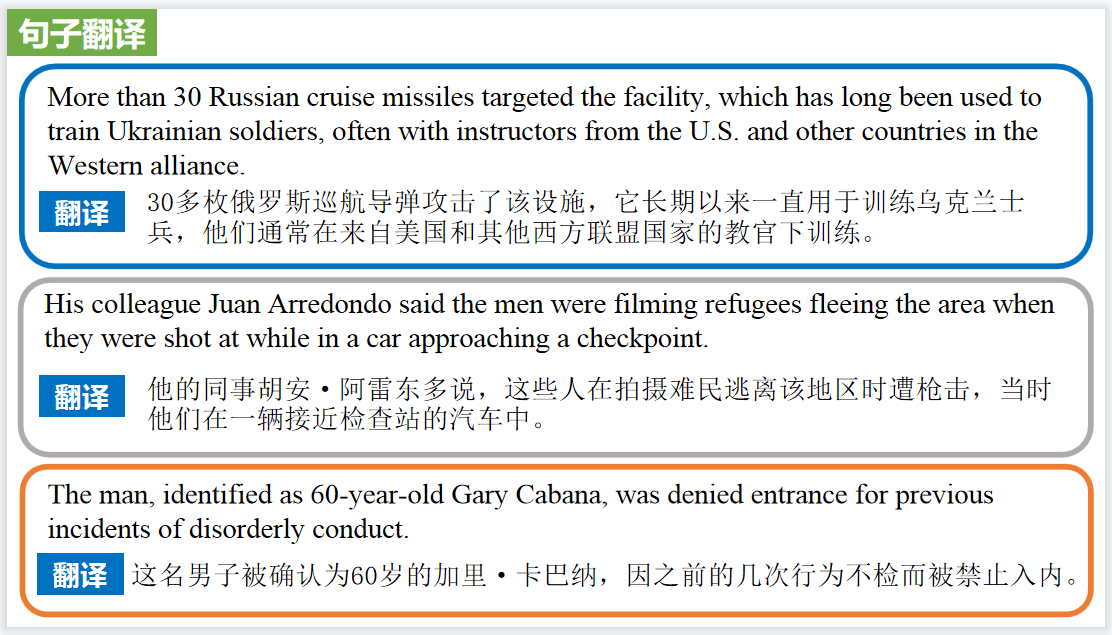 句子翻译
More than 30 Russian cruise missiles targeted the facility, which has long been used to
train Ukrainian soldiers, often with instructors from the U.S. and other countries in the
Western alliance.
翻译
30多枚俄罗斯巡航导弹攻击了该设施，它长期以来一直用于训练乌克兰士
兵，他们通常在来自美国和其他西方联盟国家的教官下训练。
His colleague Juan Arredondo said the men were filming refugees fleeing the area when
they were shot at while in a car approaching a checkpoint.
翻译
他的同事胡安·阿雷东多说，这些人在拍摄难民逃离该地区时遭枪击，当时
他们在一辆接近检查站的汽车中。
The man, identified as 60-year-old Gary Cabana, was denied entrance for previous
incidents of disorderly conduct.
翻译
这名男子被确认为60岁的加里·卡巴纳，因之前的几次行为不检而被禁止入内。